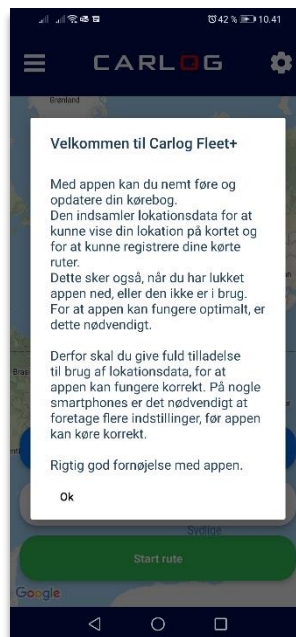 42 % 10.41
CARLOG
Grønland
Velkommen til Carlog Fleet+
Med appen kan du nemt føre og
opdatere din kørebog.
Den indsamler lokationsdata for at
kunne vise din lokation på kortet og
for at kunne registrere dine kørte
ruter.
Dette sker også, når du har lukket
appen ned, eller den ikke er i brug.
For at appen kan fungere optimalt, er
dette nødvendigt.
Derfor skal du give fuld tilladelse
til brug af lokationsdata, for at
appen kan fungere korrekt. På nogle
smartphones er det nødvendigt at
foretage flere indstillinger, før appen
kan køre korrekt.
Rigtig god fornøjelse med appen.
Ok
Sydlige
Start rute
Google